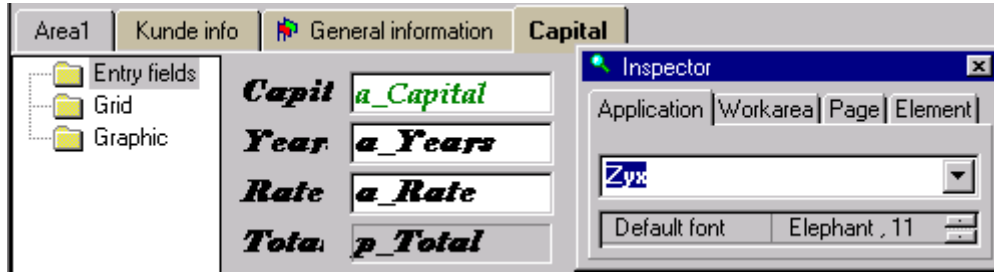 Area1 Kunde info General information Capital
Entry fields
Grid
Graphic
Capit a_Capital
Year a_Years
Rate a_Rate
Tota p_Total
Inspector
Application Workarea Page Element
Zyx
Default font Elephant , 11